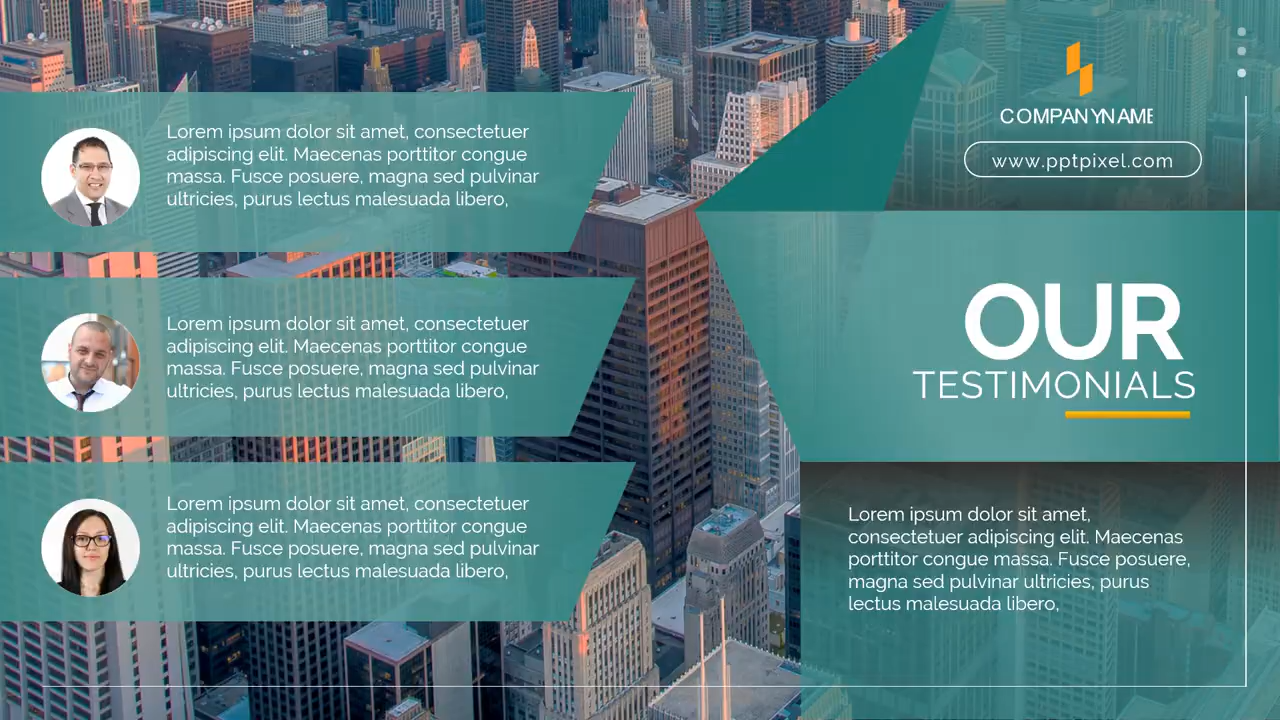 Lorem ipsum dolor sit amet, consectetuer
adipiscing elit. Maecenas porttitor congue
massa. Fusce posuere, magna sed pulvinar
ultricies, purus lectus malesuada libero,
Lorem ipsum dolor sit amet, consectetuer
adipiscing elit. Maecenas porttitor congue
massa. Fusce posuere, magna sed pulvinar
ultricies, purus lectus malesuada libero,
Lorem ipsum dolor sit amet, consectetuer
adipiscing elit. Maecenas porttitor congue
massa. Fusce posuere, magna sed pulvinar
ultricies, purus lectus malesuada libero,
COMPANYNAME
www.pptpixel.com
OUR
TESTIMONIALS
Lorem ipsum dolor sit amet,
consectetuer adipiscing elit. Maecenas
porttitor congue massa. Fusce posuere,
magna sed pulvinar ultricies, purus
lectus malesuada libero,